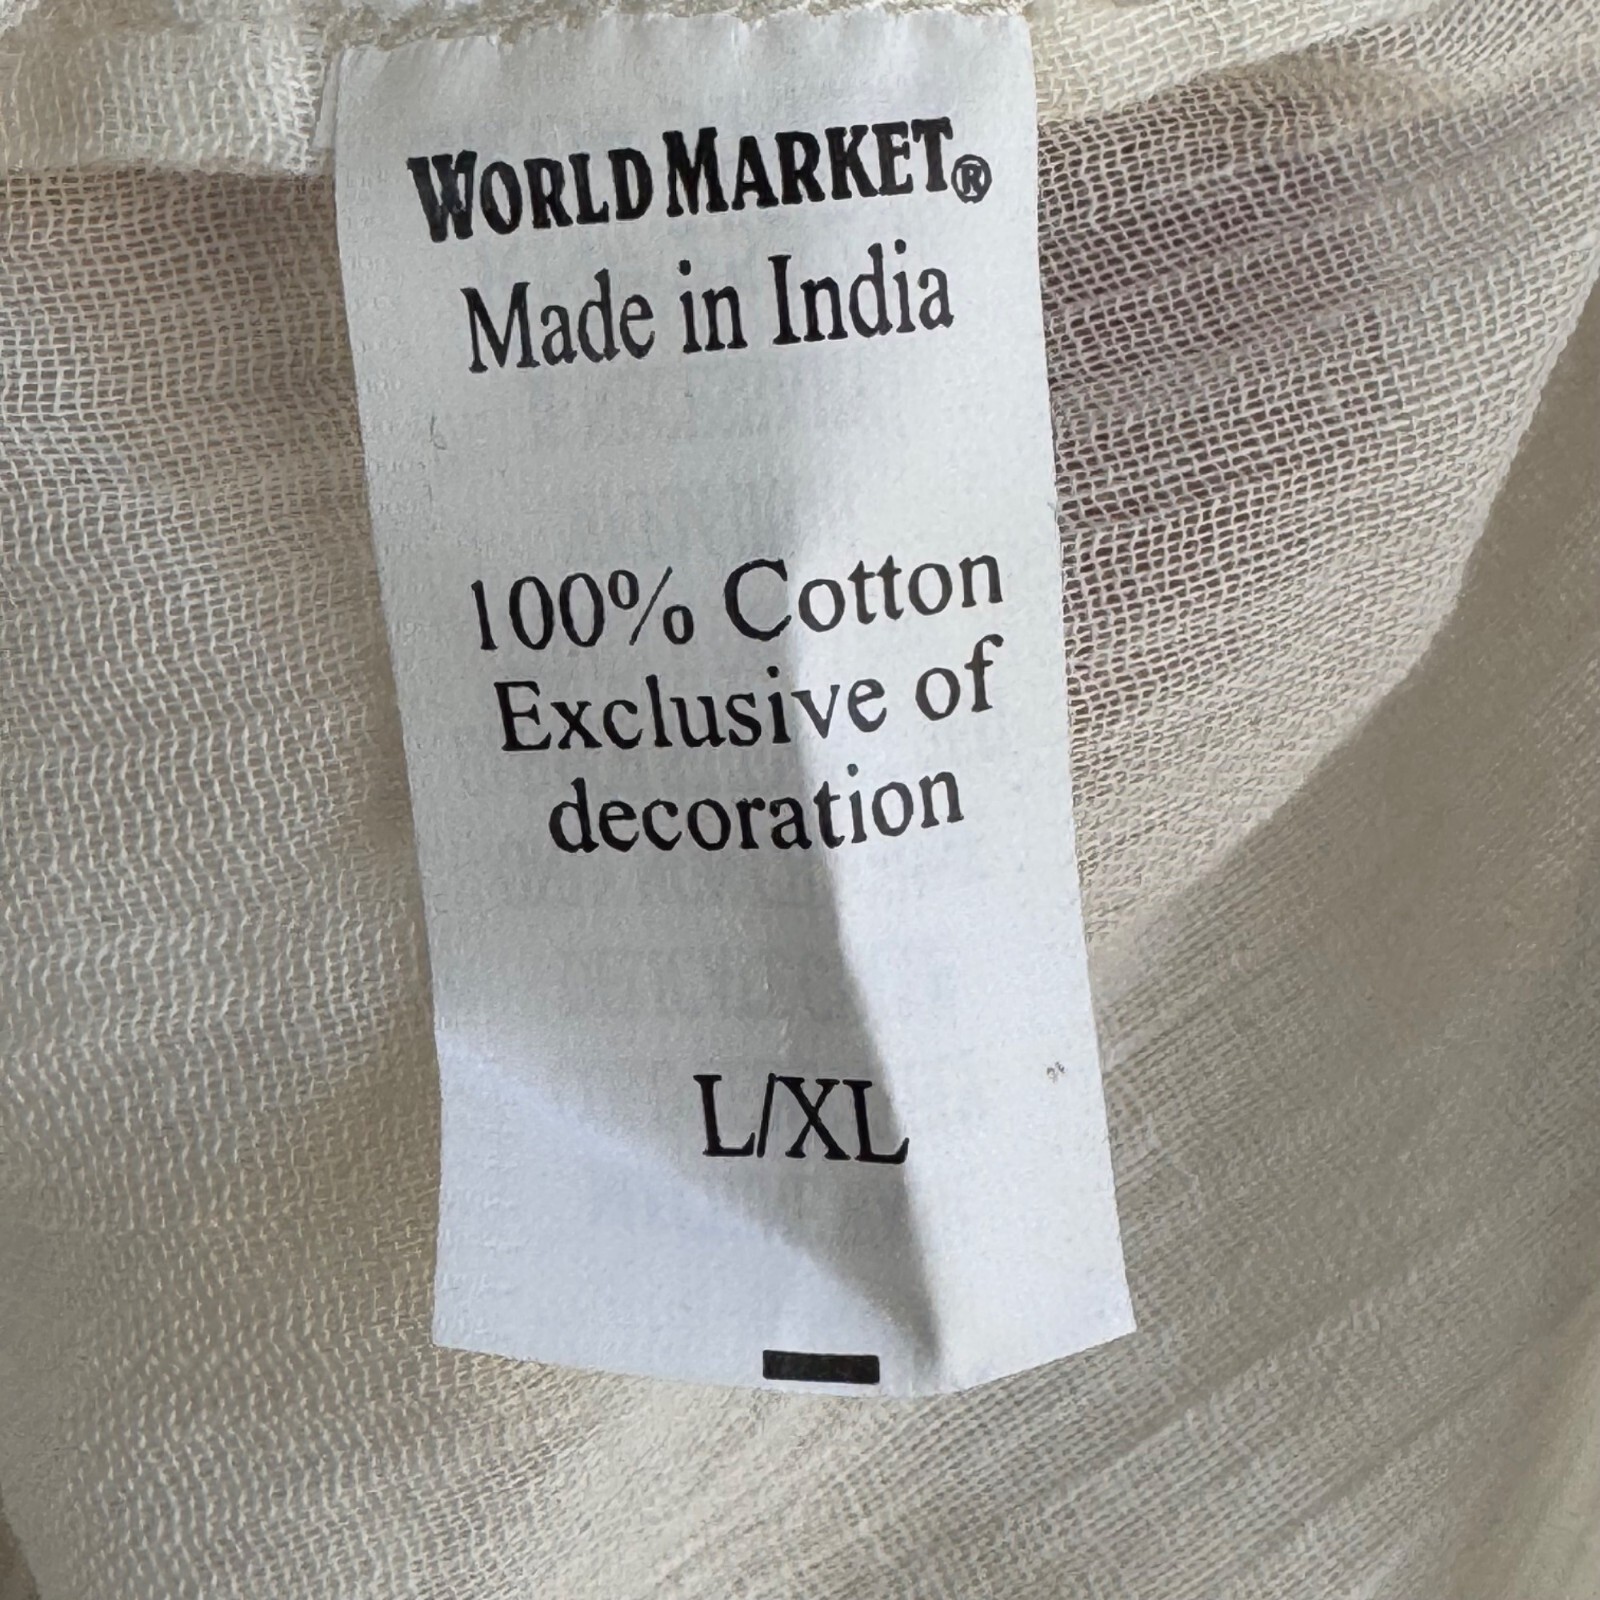 WORLD MARKET®
Made in India
100% Cotton
Exclusive of
decoration
L/XL